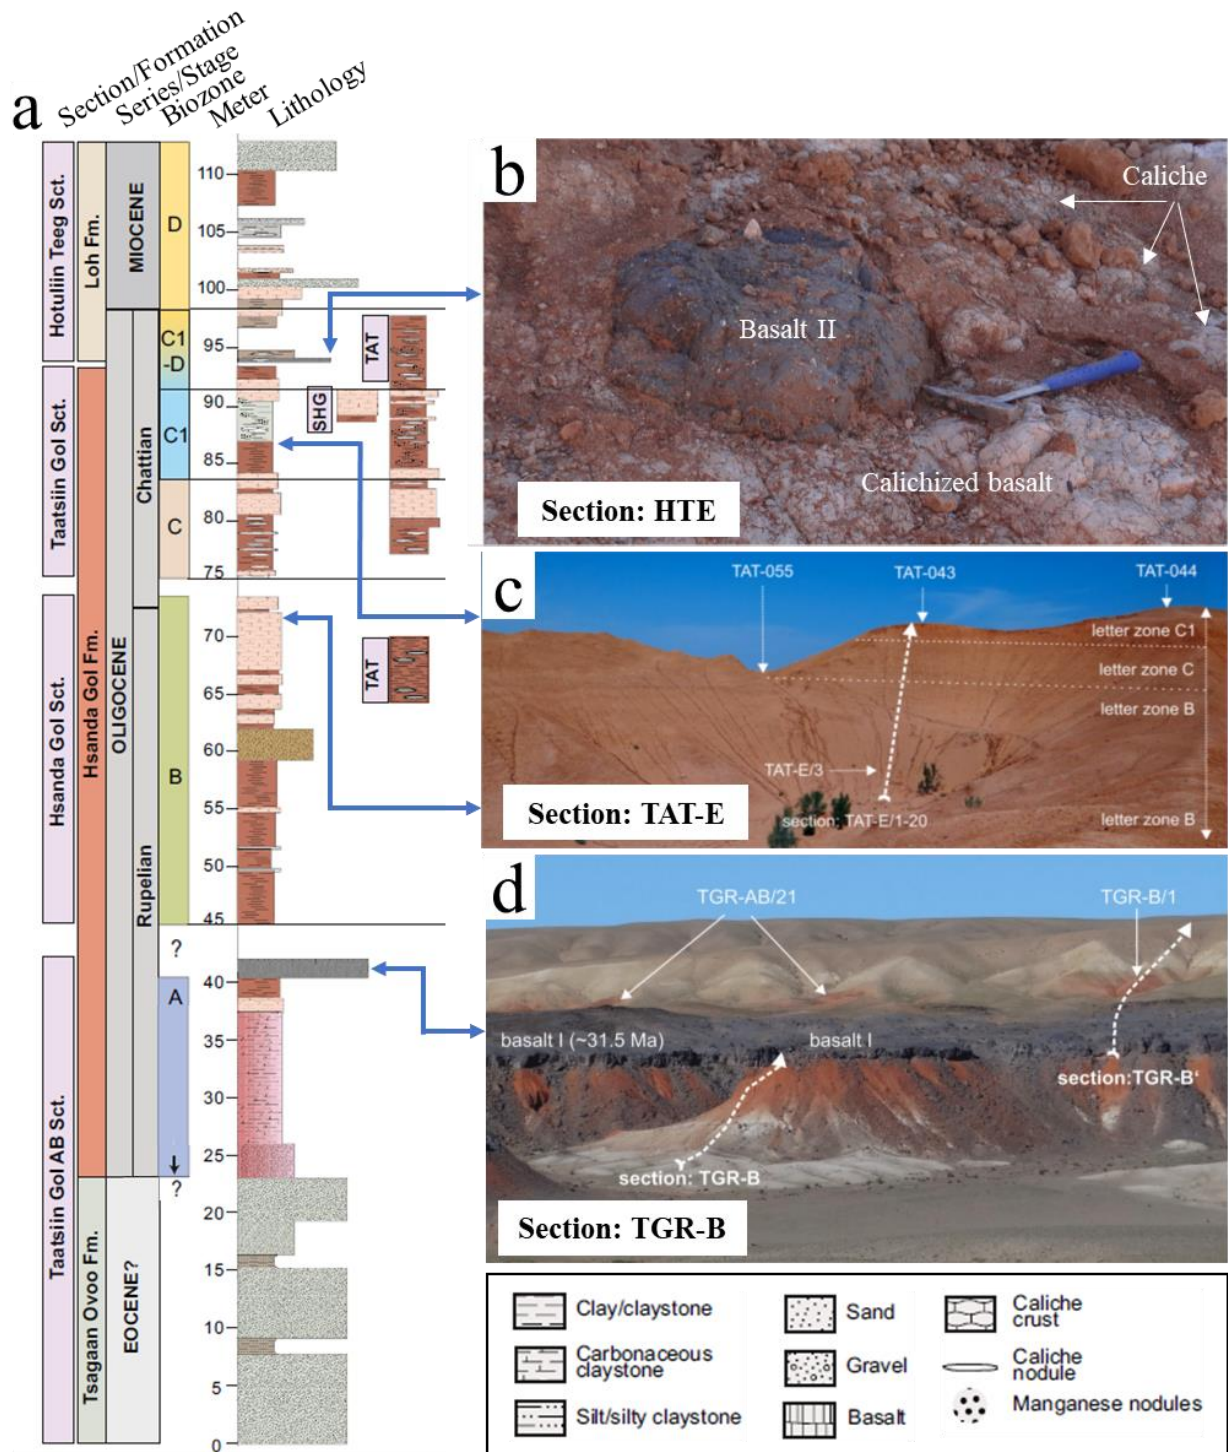 a
Section/Formation
Series/Stage
Biozone
Meter
Lithology
Hotuliin Teeg Sct.
Taatsiin Gol Sct.
Hsanda Gol Sct.
Taatsiin Gol AB Sct.
Loh Fm.
Hsanda Gol Fm.
Tsagaan Ovoo Fm.
MIOCENE
OLIGOCENE
EOCENE?
Chattian
Rupelian
D
C1
-D
C1
C
B
?
A
?
110
105
100
95
90
85
80
75
70
65
60
55
50
45
40
35
30
25
20
15
10
5
0
TAT
SHG
TAT
b
Caliche
Basalt II
Calichized basalt
Section: HTE
c
TAT-055
TAT-043
TAT-044
letter zone C1
letter zone C
letter zone B
TAT-E/3
section: TAT-E/1-20
letter zone B
Section: TAT-E
d
TGR-AB/21
TGR-B/1
basalt I (~31.5 Ma)
basalt I
section:TGR-B'
section: TGR-B
Section: TGR-B
Clay/claystone
Carbonaceous
claystone
Silt/silty claystone
Sand
Gravel
Basalt
Caliche
crust
Caliche
nodule
Manganese nodules